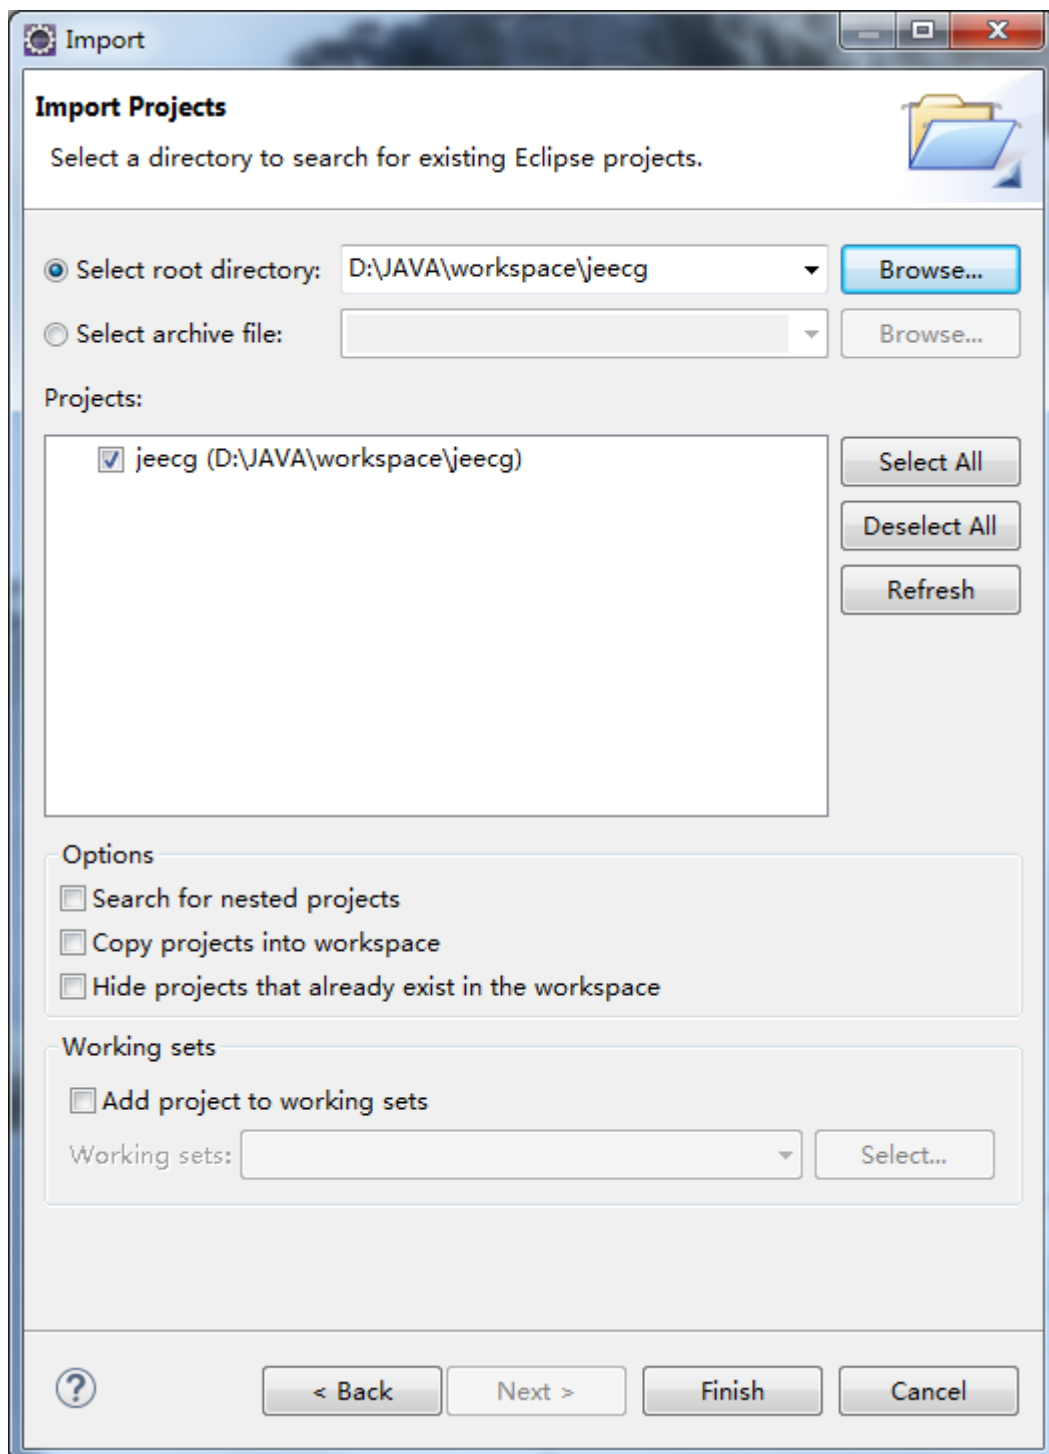 Import
Import Projects
Select a directory to search for existing Eclipse projects.
Select root directory: D:\JAVA\workspace\jeecg Browse...
Select archive file: Browse...
Projects:
jeecg (D:\JAVA\workspace\jeecg)
Select All
Deselect All
Refresh
Options
Search for nested projects
Copy projects into workspace
Hide projects that already exist in the workspace
Working sets
Add project to working sets
Working sets: Select...
? < Back Next > Finish Cancel